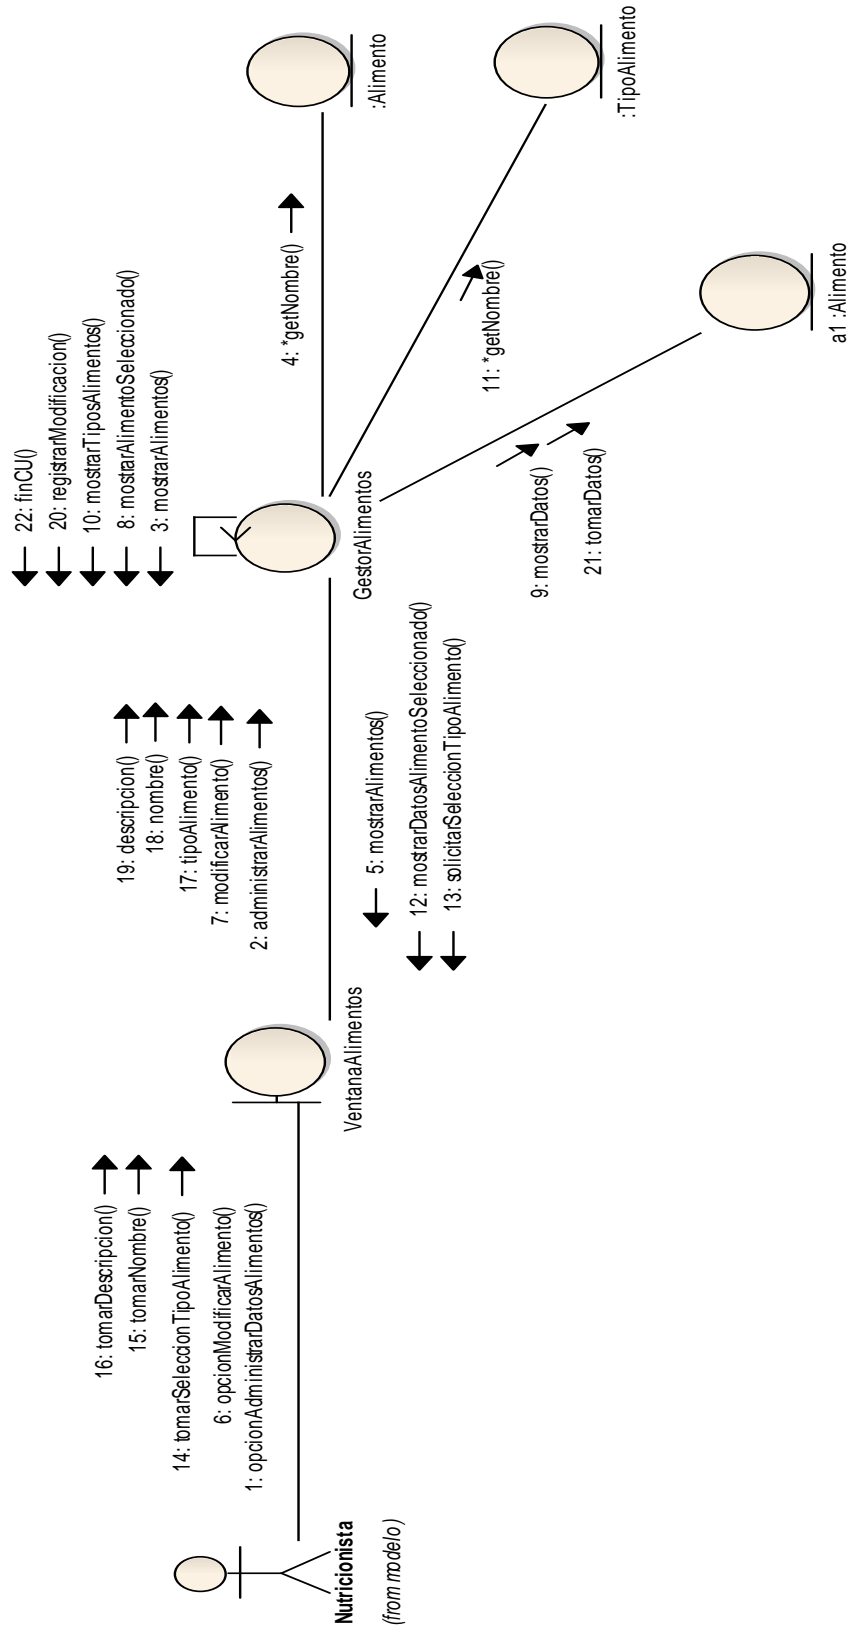 22: finCU()
20: registrarModificacion()
10: mostrarTiposAlimentos()
8: mostrarAlimentoSeleccionado()
3: mostrarAlimentos()
19: descripcion()
18: nombre()
17: tipoAlimento()
7: modificarAlimento()
2: administrarAlimentos()
16: tomarDescripcion()
15: tomarNombre()
14: tomarSeleccionTipoAlimento()
6: opcionModificarAlimento()
1: opcionAdministrarDatosAlimentos()
4: *getNombre()
:Alimento
Nutricionista
(from modelo)
VentanaAlimentos
GestorAlimentos
5: mostrarAlimentos()
12: mostrarDatosAlimentoSeleccionado()
13: solicitarSeleccionTipoAlimento()
11: *getNombre()
:TipoAlimento
9: mostrarDatos()
21: tomarDatos()
a1 :Alimento